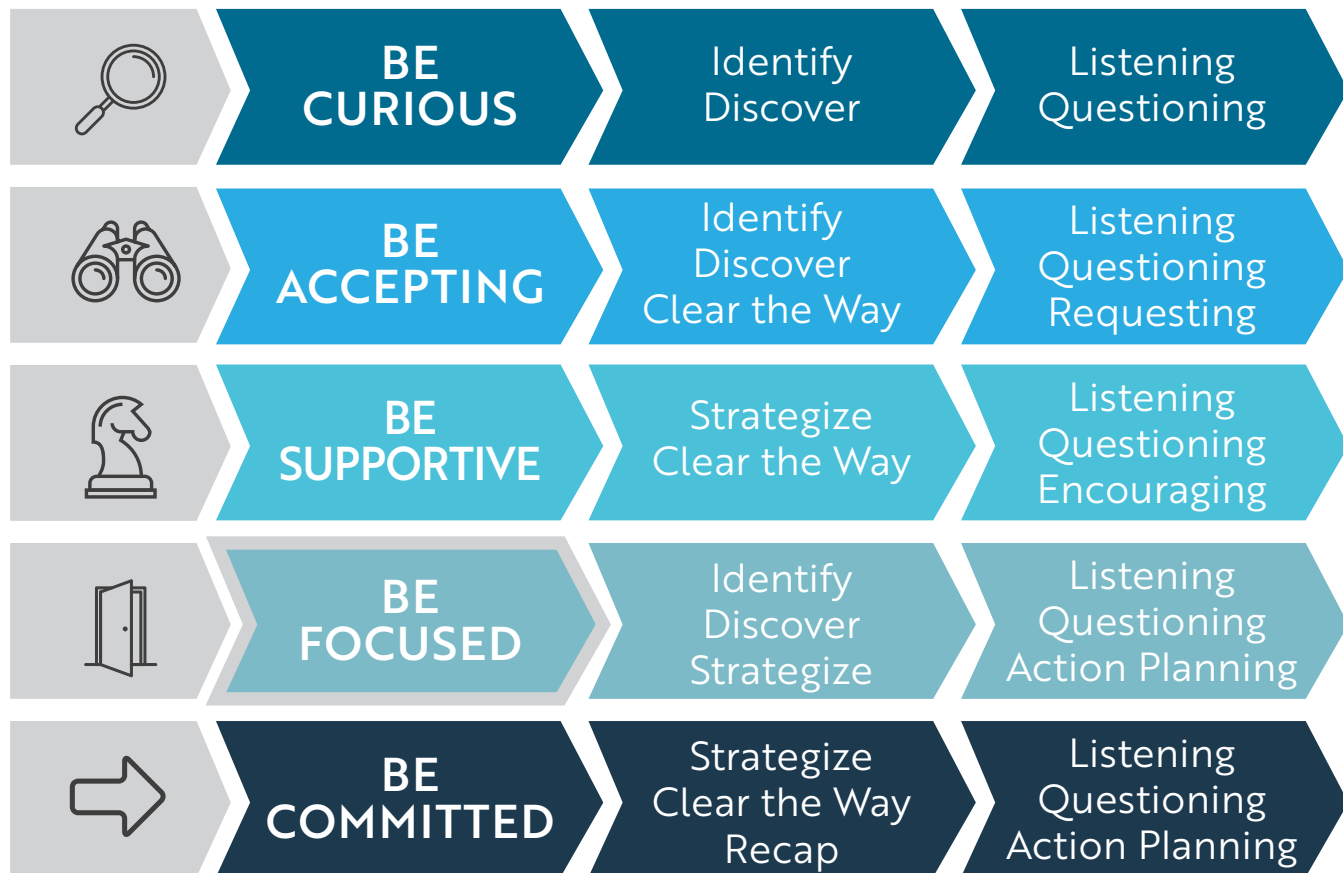 BE
CURIOUS
Identify
Discover
Listening
Questioning
BE
ACCEPTING
Identify
Discover
Clear the Way
Listening
Questioning
Requesting
BE
SUPPORTIVE
Strategize
Clear the Way
Listening
Questioning
Encouraging
BE
FOCUSED
Identify
Discover
Strategize
Listening
Questioning
Action Planning
BE
COMMITTED
Strategize
Clear the Way
Recap
Listening
Questioning
Action Planning